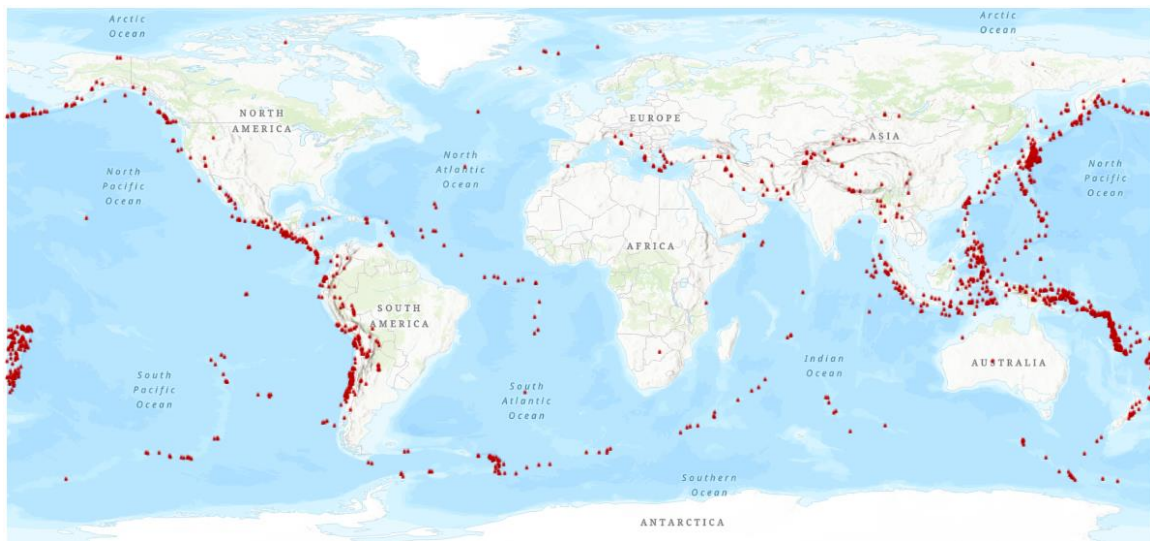 Arctic
Ocean
Arctic
Ocean
NORTH
AMERICA
EUROPE
ASIA
North
Pacific
Ocean
North
Atlantic
Ocean
North
Pacific
Ocean
AFRICA
SOUTH
AMERICA
South
Pacific
Ocean
South
Atlantic
Ocean
Indian
Ocean
AUSTRALIA
Southern
Ocean
ANTARCTICA